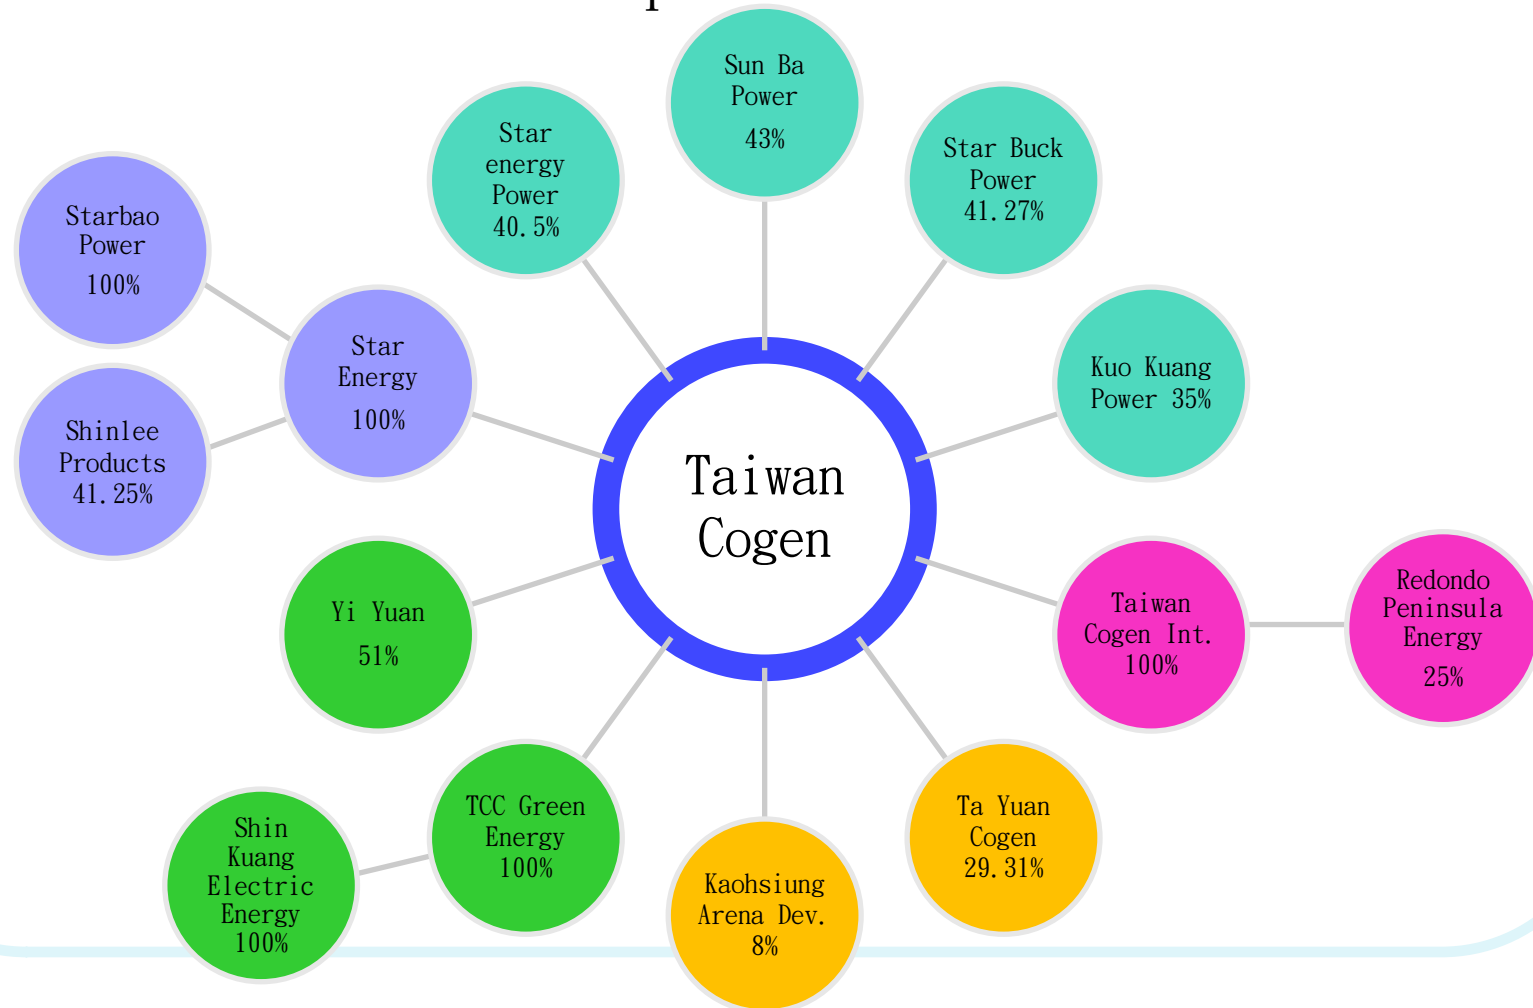 Sun Ba
Power
43%
Star
energy
Power
40.5%
Star Buck
Power
41.27%
Starbao
Power
100%
Star
Energy
100%
Kuo Kuang
Power 35%
Shinlee
Products
41.25%
Taiwan
Cogen
Yi Yuan
51%
Taiwan
Cogen Int.
100%
Redondo
Peninsula
Energy
25%
TCC Green
Energy
100%
Ta Yuan
Cogen
29.31%
Shin
Kuang
Electric
Energy
100%
Kaohsiung
Arena Dev.
8%